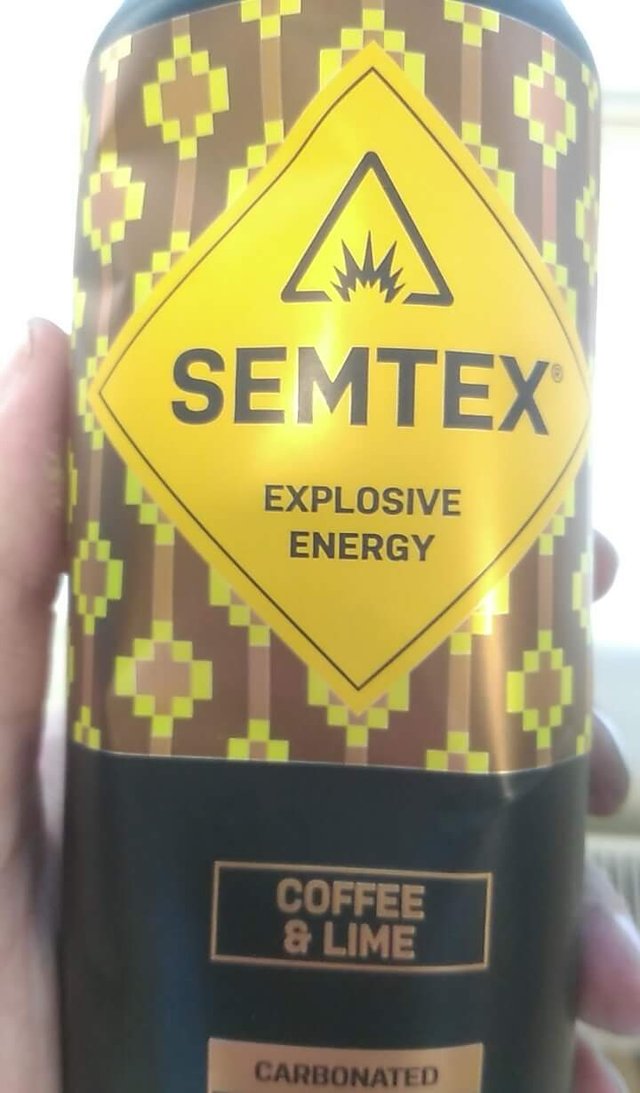 SEMTEX®
EXPLOSIVE
ENERGY
COFFEE
& LIME
CARBONATED